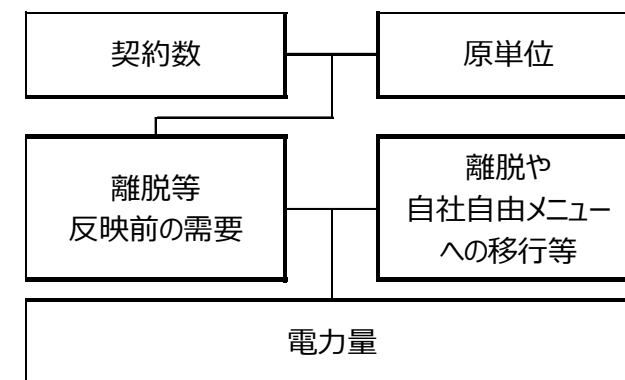 契約数
原単位
離脱等
反映前の需要
離脱や
自社自由メニュー
への移行等
電力量